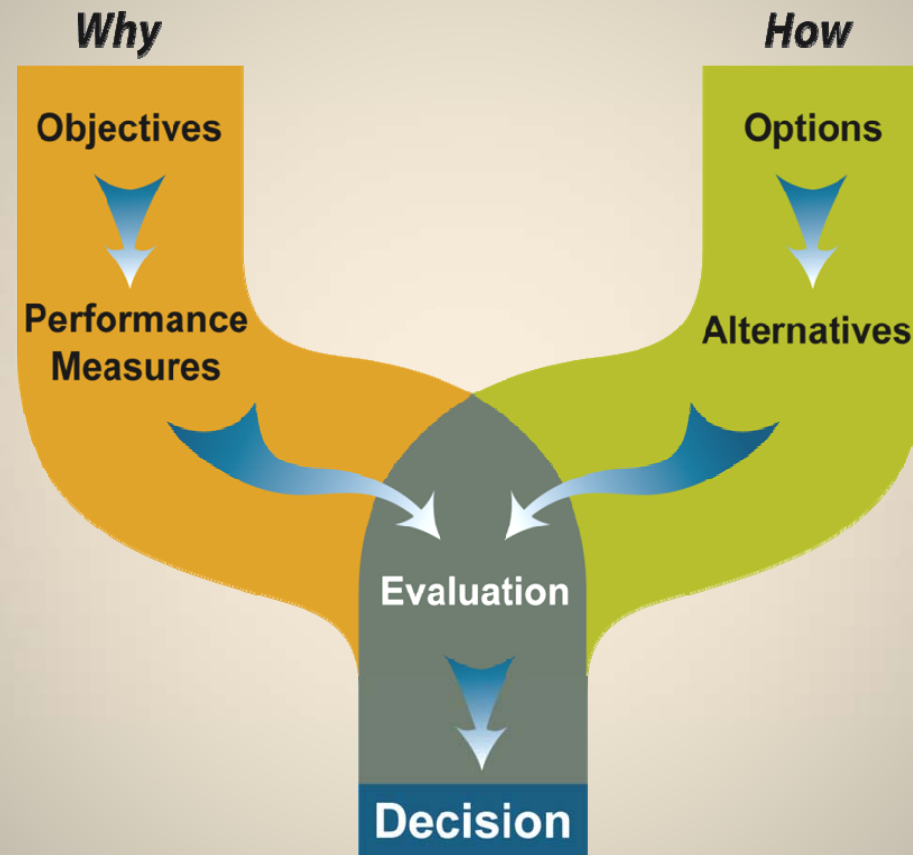 Why
How
Objectives
Options
Performance
Measures
Alternatives
Evaluation
Decision